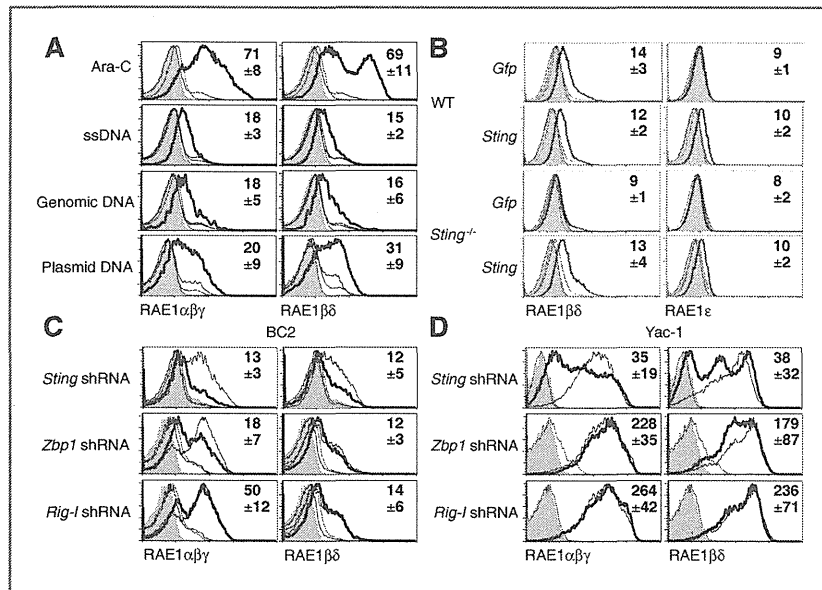 A
Ara-C
71
±8
69
±11
ssDNA
18
±3
15
±2
Genomic DNA
18
±5
16
±6
Plasmid DNA
20
±9
31
±9
RAE1αβγ
RAE1βδ
B
WT
Gfp
14
±3
9
±1
Sting
12
±2
10
±2
Sting-/-
Gfp
9
±1
8
±2
Sting
13
±4
10
±2
RAE1βδ
RAE1ε
C
BC2
Sting shRNA
13
±3
12
±5
Zbp1 shRNA
18
±7
12
±3
Rig-I shRNA
50
±12
14
±6
RAE1αβγ
RAE1βδ
D
Yac-1
Sting shRNA
35
±19
38
±32
Zbp1 shRNA
228
±35
179
±87
Rig-I shRNA
264
±42
236
±71
RAE1αβγ
RAE1βδ